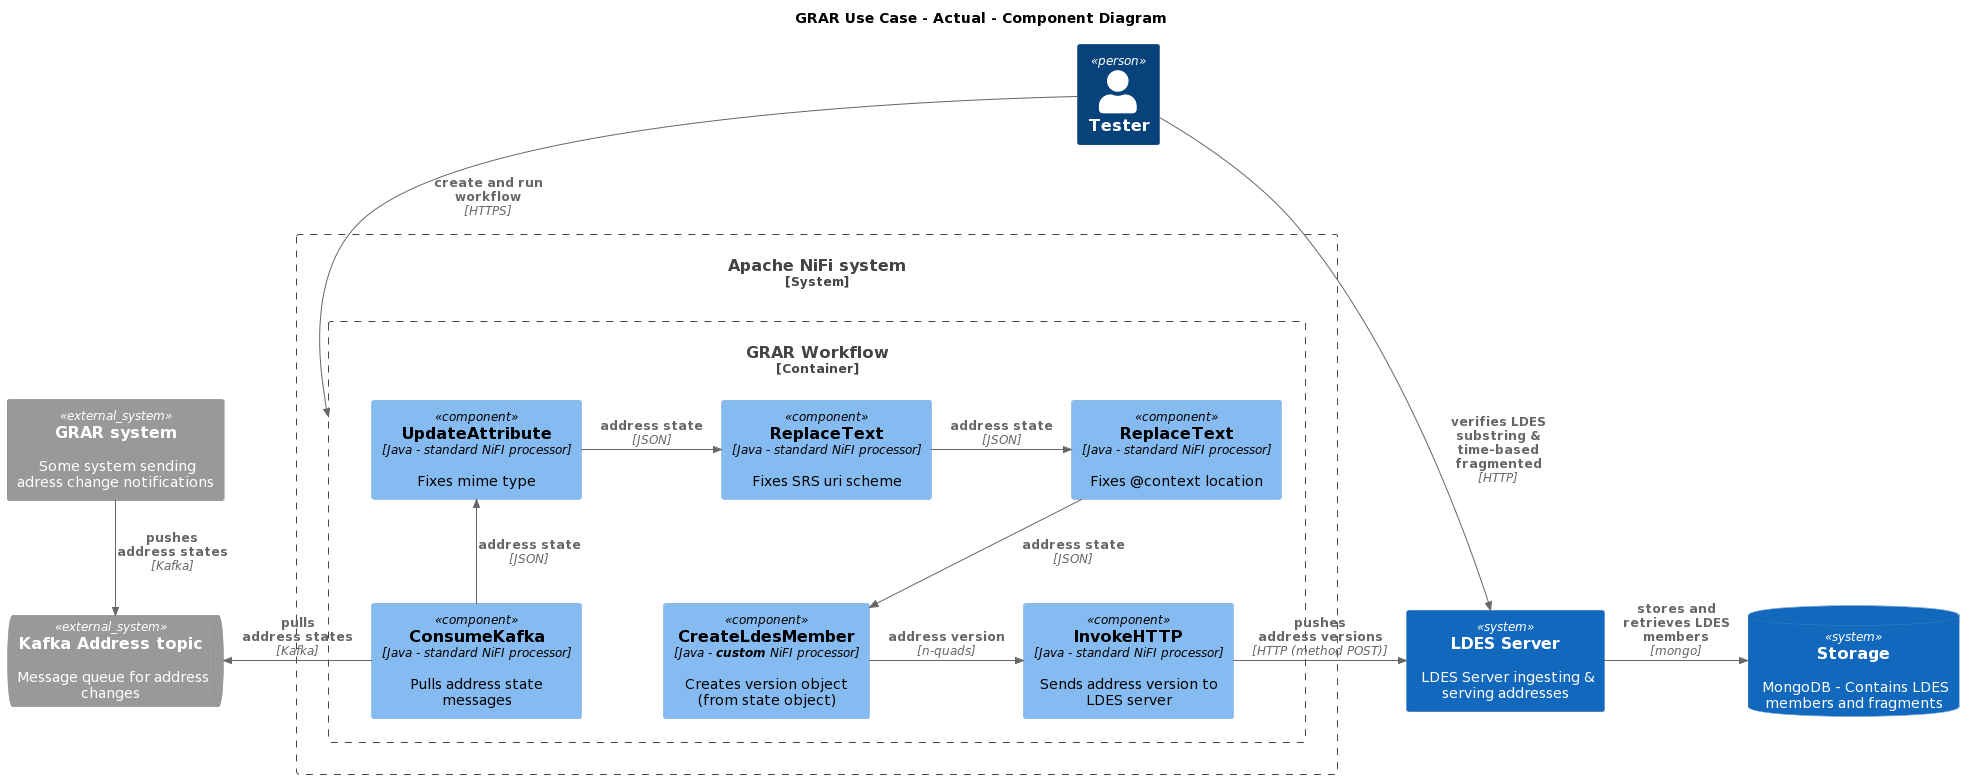 GRAR Use Case - Actual - Component Diagram
«person»
Tester
create and run
workflow
[HTTPS]
Apache NiFi system
[System]
GRAR Workflow
[Container]
«external_system»
GRAR system
Some system sending
adress change notifications
«component»
UpdateAttribute
[Java - standard NiFI processor]
Fixes mime type
address state
[JSON]
«component»
ReplaceText
[Java - standard NiFI processor]
Fixes SRS uri scheme
address state
[JSON]
«component»
ReplaceText
[Java - standard NiFI processor]
Fixes @context location
verifies LDES
substring &
time-based
fragmented
[HTTP]
pushes
address states
[Kafka]
address state
[JSON]
address state
[JSON]
«external_system»
Kafka Address topic
Message queue for address
changes
pulls
address states
[Kafka]
«component»
ConsumeKafka
[Java - standard NiFI processor]
Pulls address state
messages
«component»
CreateLdesMember
[Java - custom NiFI processor]
Creates version object
(from state object)
address version
[n-quads]
«component»
InvokeHTTP
[Java - standard NiFI processor]
Sends address version to
LDES server
pushes
address versions
[HTTP (method POST)]
«system»
LDES Server
LDES Server ingesting &
serving addresses
stores and
retrieves LDES
members
[mongo]
«system»
Storage
MongoDB - Contains LDES
members and fragments